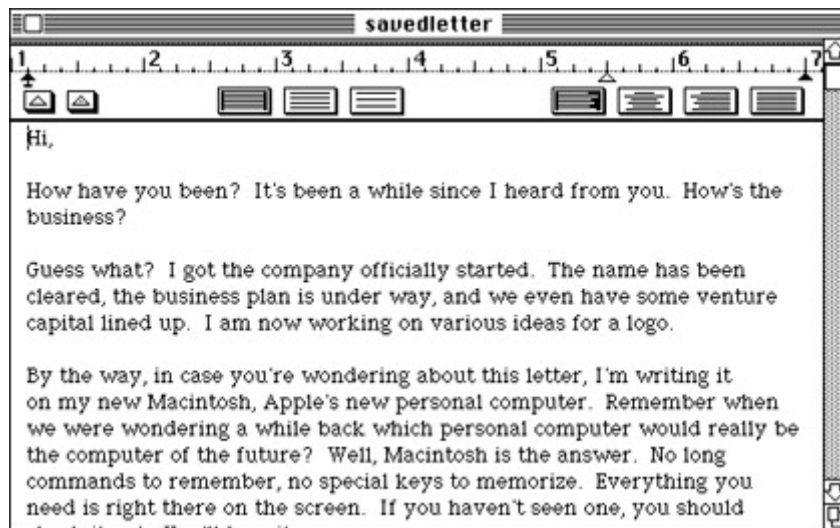 savedletter
1 2 3 4 5 6 7
Hi,
How have you been?  It's been a while since I heard from you.  How's the
business?
Guess what?  I got the company officially started.  The name has been
cleared, the business plan is under way, and we even have some venture
capital lined up.  I am now working on various ideas for a logo.
By the way, in case you're wondering about this letter, I'm writing it
on my new Macintosh, Apple's new personal computer.  Remember when
we were wondering a while back which personal computer would really be
the computer of the future?  Well, Macintosh is the answer.  No long
commands to remember, no special keys to memorize.  Everything you
need is right there on the screen.  If you haven't seen one, you should